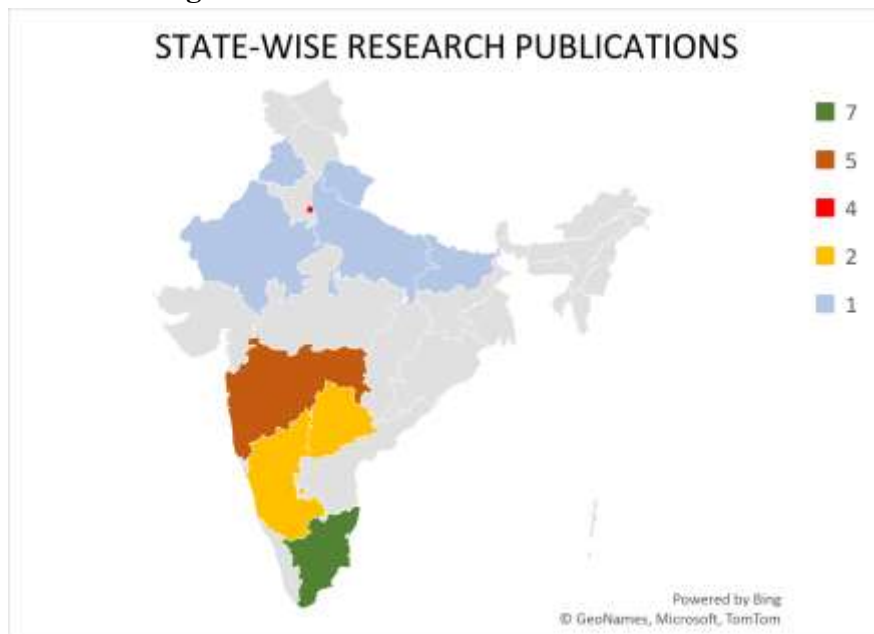 STATE-WISE RESEARCH PUBLICATIONS
7
5
4
2
1
Powered by Bing
© GeoNames, Microsoft, TomTom